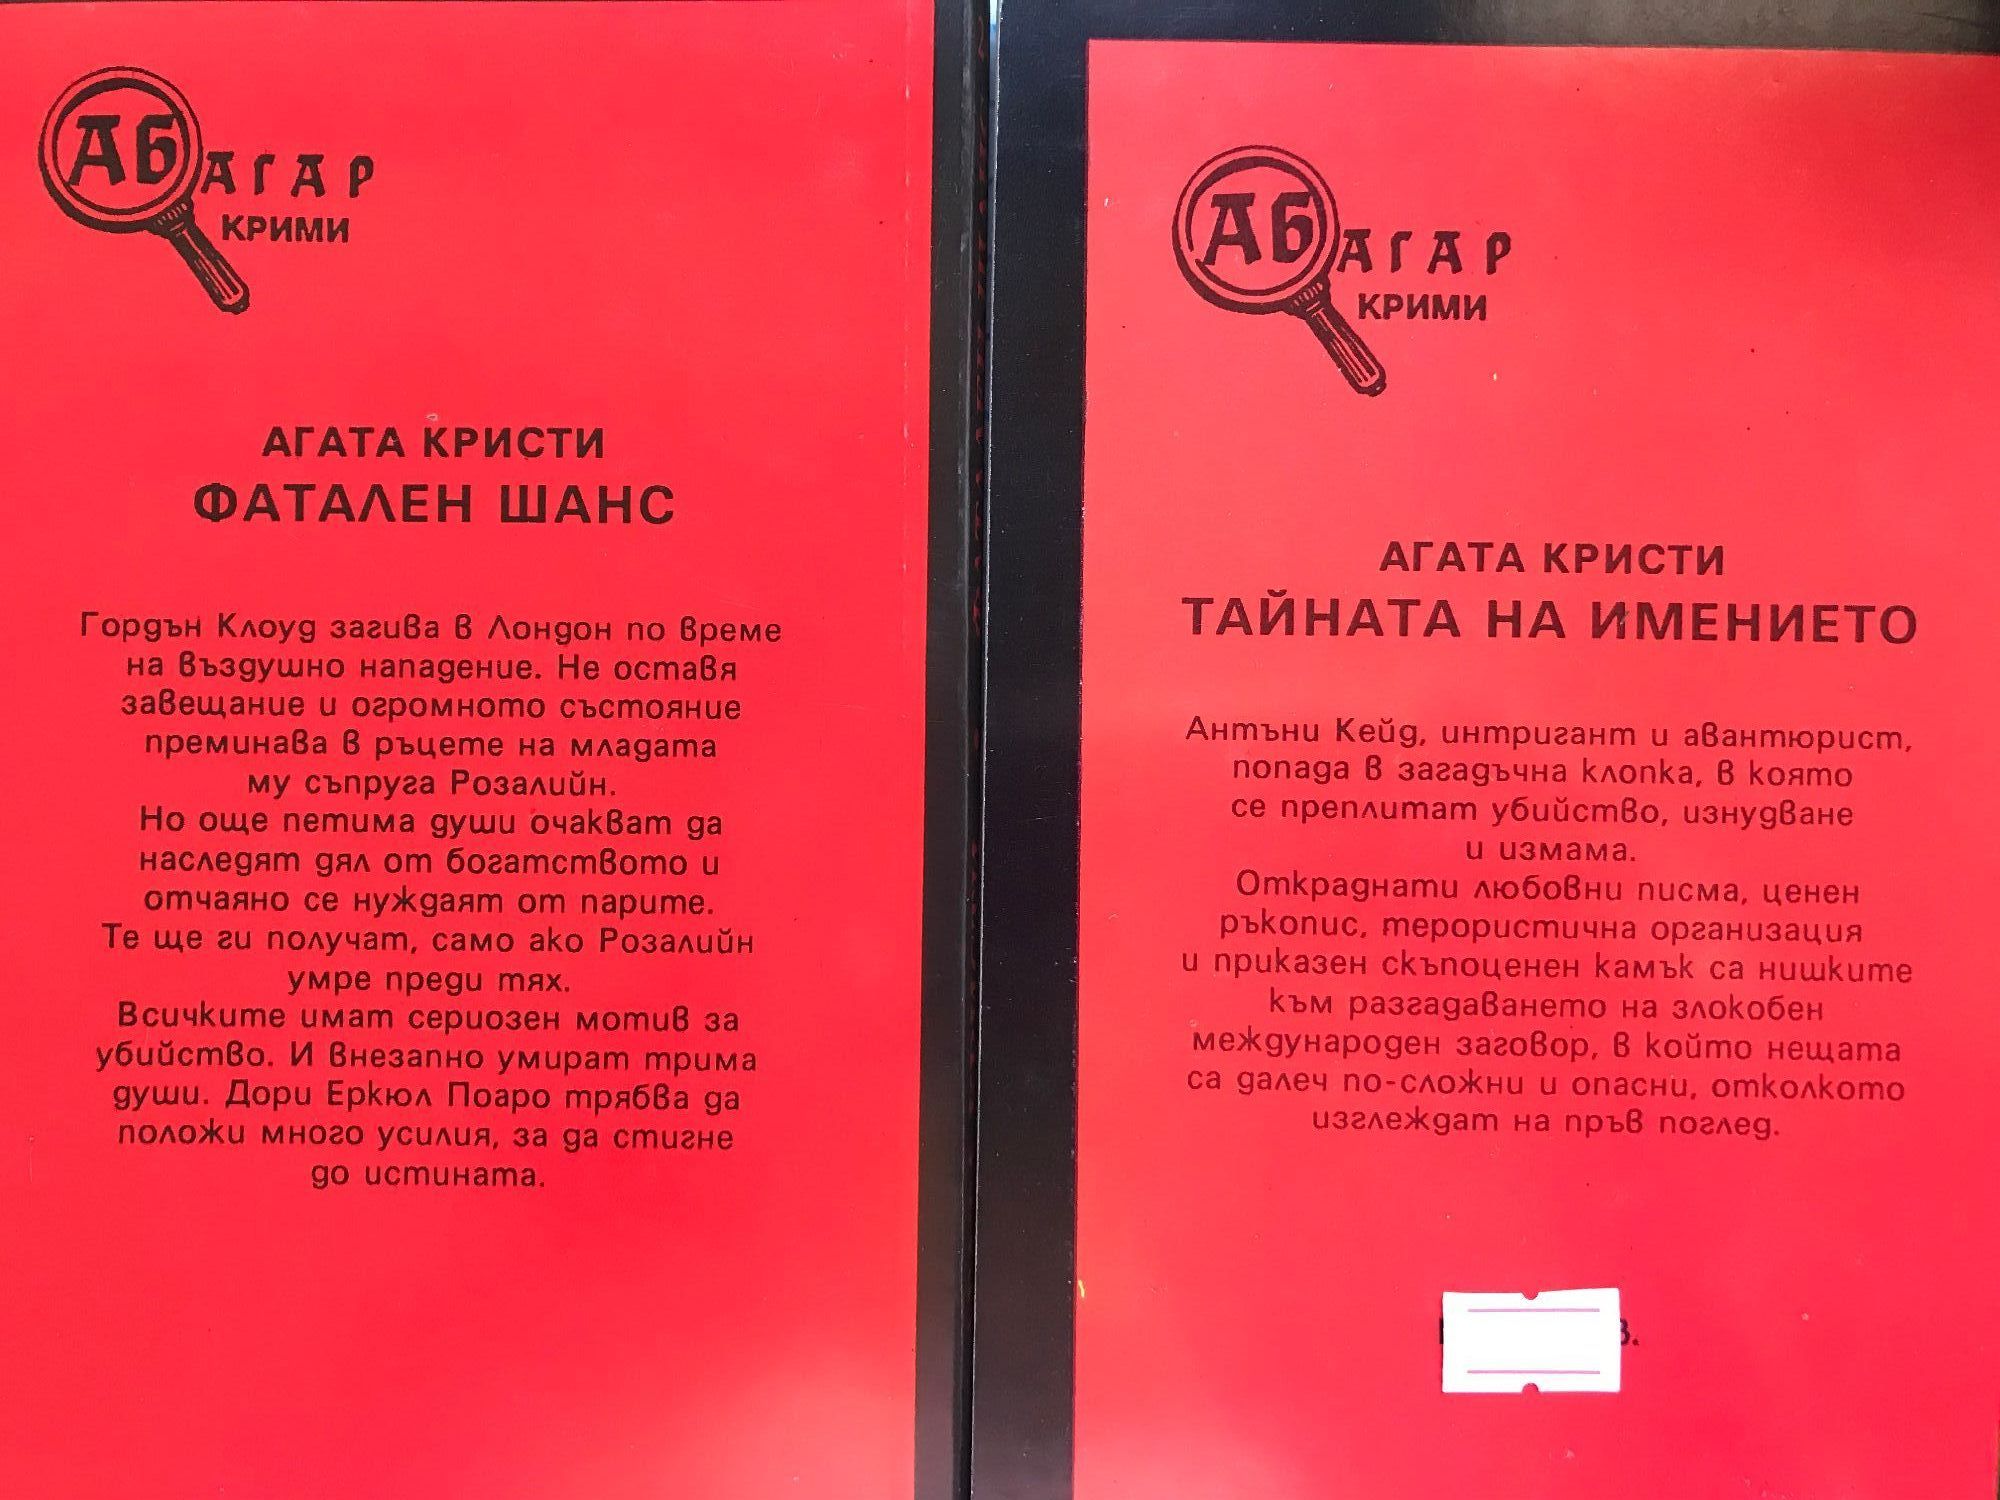 АБАГАР
КРИМИ
АГАТА КРИСТИ
ФАТАЛЕН ШАНС
Гордън Клоуд загива в Лондон по време
на въздушно нападение. Не оставя
завещание и огромното състояние
преминава в ръцете на младата
му съпруга Розалийн.
Но още петима души очакват да
наследят дял от богатството и
отчаяно се нуждаят от парите.
Те ще ги получат, само ако Розалийн
умре преди тях.
Всичките имат сериозен мотив за
убийство. И внезапно умират трима
души. Дори Еркюл Поаро трябва да
положи много усилия, за да стигне
до истината.
АБАГАР
КРИМИ
АГАТА КРИСТИ
ТАЙНАТА НА ИМЕНИЕТО
Антъни Кейд, интригант и авантюрист,
попада в загадъчна клопка, в която
се преплитат убийство, изнудване
и измама.
Откраднати любовни писма, ценен
ръкопис, терористична организация
и приказен скъпоценен камък са нишките
към разгадаването на злокобен
международен заговор, в който нещата
са далеч по-сложни и опасни, отколкото
изглеждат на пръв поглед.